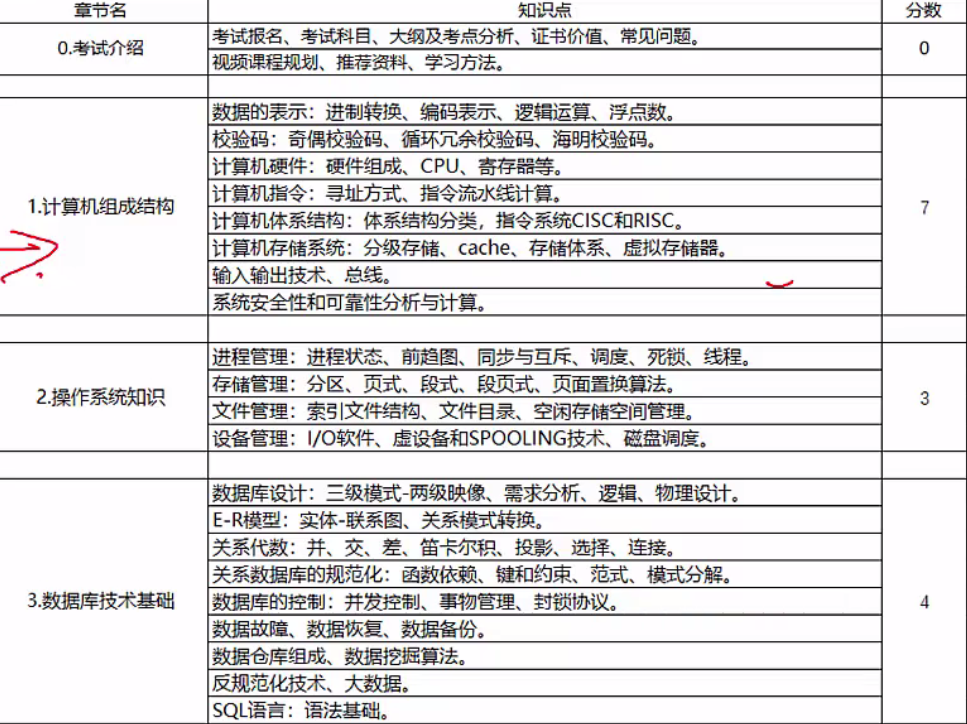 章节名 知识点 分数
0.考试介绍 考试报名、考试科目、大纲及考点分析、证书价值、常见问题。 0
视频课程规划、推荐资料、学习方法。
1.计算机组成结构 数据的表示：进制转换、编码表示、逻辑运算、浮点数。 7
校验码：奇偶校验码、循环冗余校验码、海明校验码。
计算机硬件：硬件组成、CPU、寄存器等。
计算机指令：寻址方式、指令流水线计算。
计算机体系结构：体系结构分类，指令系统CISC和RISC。
计算机存储系统：分级存储、cache、存储体系、虚拟存储器。
输入输出技术、总线。
系统安全性和可靠性分析与计算。
2.操作系统知识 进程管理：进程状态、前趋图、同步与互斥、调度、死锁、线程。 3
存储管理：分区、页式、段式、段页式、页面置换算法。
文件管理：索引文件结构、文件目录、空闲存储空间管理。
设备管理：I/O软件、虚设备和SPOOLING技术、磁盘调度。
3.数据库技术基础 数据库设计：三级模式-两级映像、需求分析、逻辑、物理设计。 4
E-R模型：实体-联系图、关系模式转换。
关系代数：并、交、差、笛卡尔积、投影、选择、连接。
关系数据库的规范化：函数依赖、键和约束、范式、模式分解。
数据库的控制：并发控制、事物管理、封锁协议。
数据故障、数据恢复、数据备份。
数据仓库组成、数据挖掘算法。
反规范化技术、大数据。
SQL语言：语法基础。